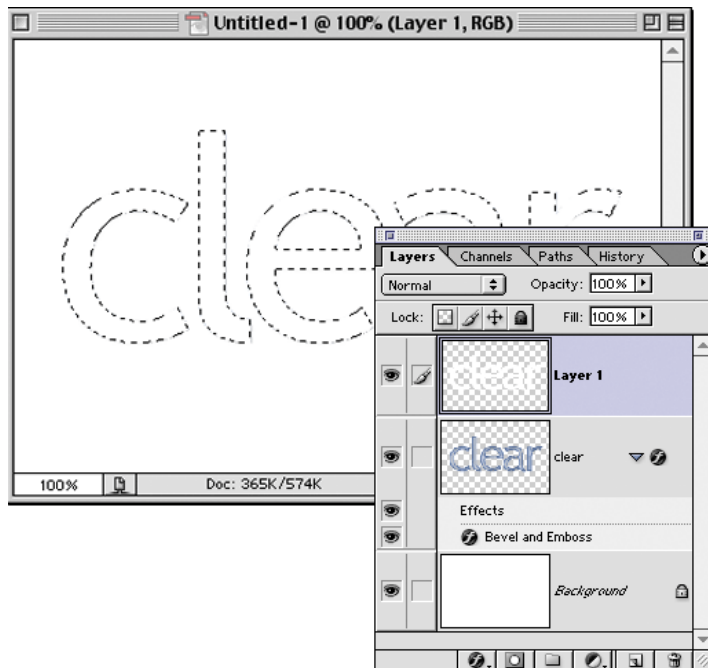 Untitled-1 @ 100% (Layer 1, RGB)
clear
100% Doc: 365K/574K
Layers Channels Paths History
Normal Opacity: 100%
Lock: Fill: 100%
clear Layer 1
clear clear
Effects
Bevel and Emboss
Background